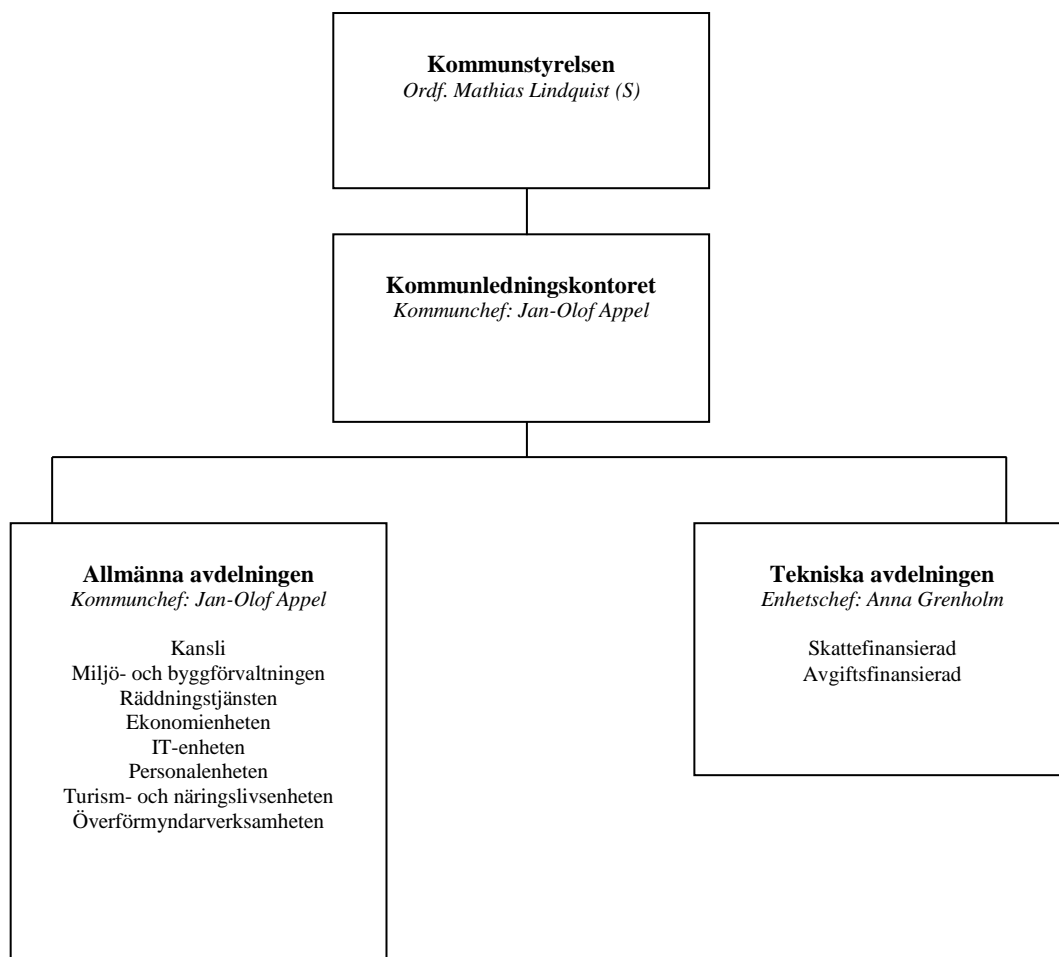 Kommunstyrelsen
Ordf. Mathias Lindquist (S)
Kommunledningskontoret
Kommunchef: Jan-Olof Appel
Allmänna avdelningen
Kommunchef: Jan-Olof Appel
Kansli
Miljö- och byggförvaltningen
Räddningstjänsten
Ekonomienheten
IT-enheten
Personalenheten
Turism- och näringslivsenheten
Överförmyndarverksamheten
Tekniska avdelningen
Enhetschef: Anna Grenholm
Skattefinansierad
Avgiftsfinansierad